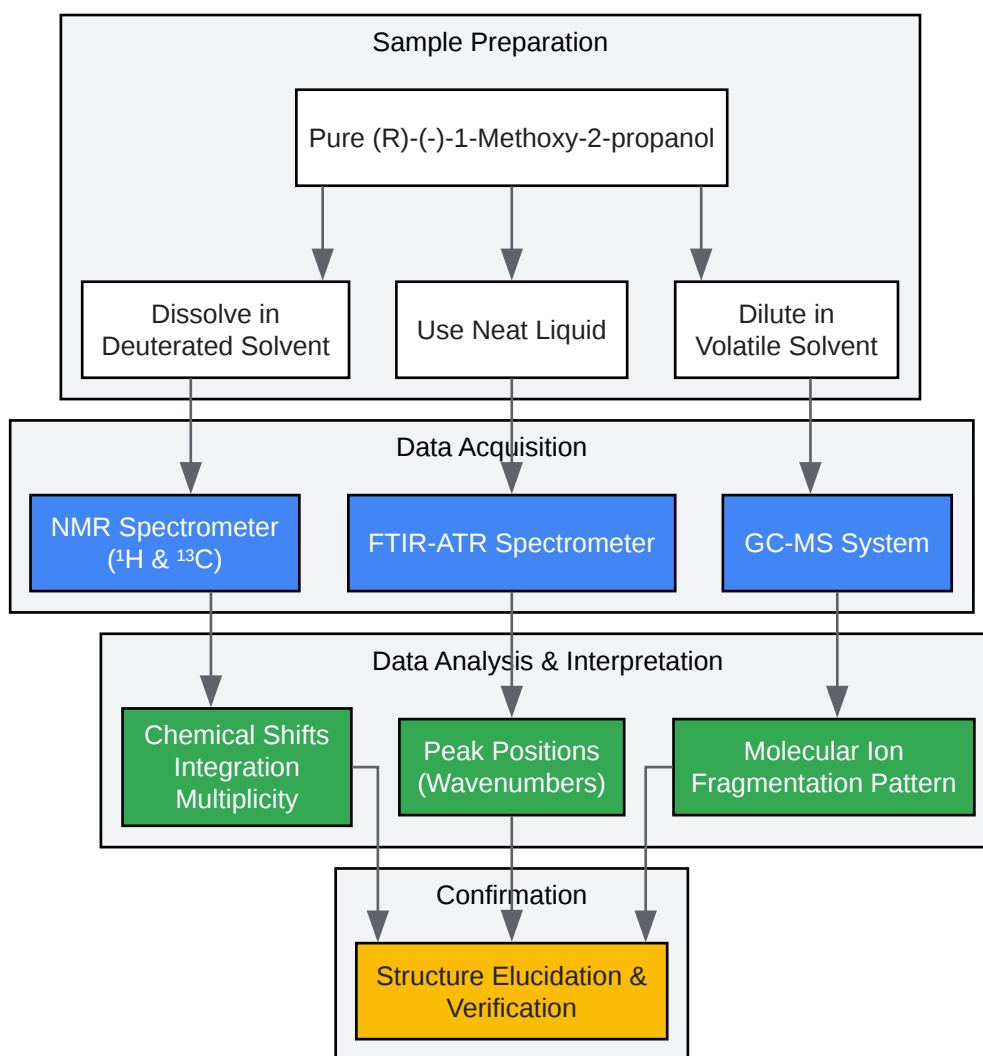 Sample Preparation
Pure (R)-(-)-1-Methoxy-2-propanol
Dissolve in
Deuterated Solvent
Use Neat Liquid
Dilute in
Volatile Solvent
Data Acquisition
NMR Spectrometer
(¹H & ¹³C)
FTIR-ATR Spectrometer
GC-MS System
Data Analysis & Interpretation
Chemical Shifts
Integration
Multiplicity
Peak Positions
(Wavenumbers)
Molecular Ion
Fragmentation Pattern
Confirmation
Structure Elucidation &
Verification